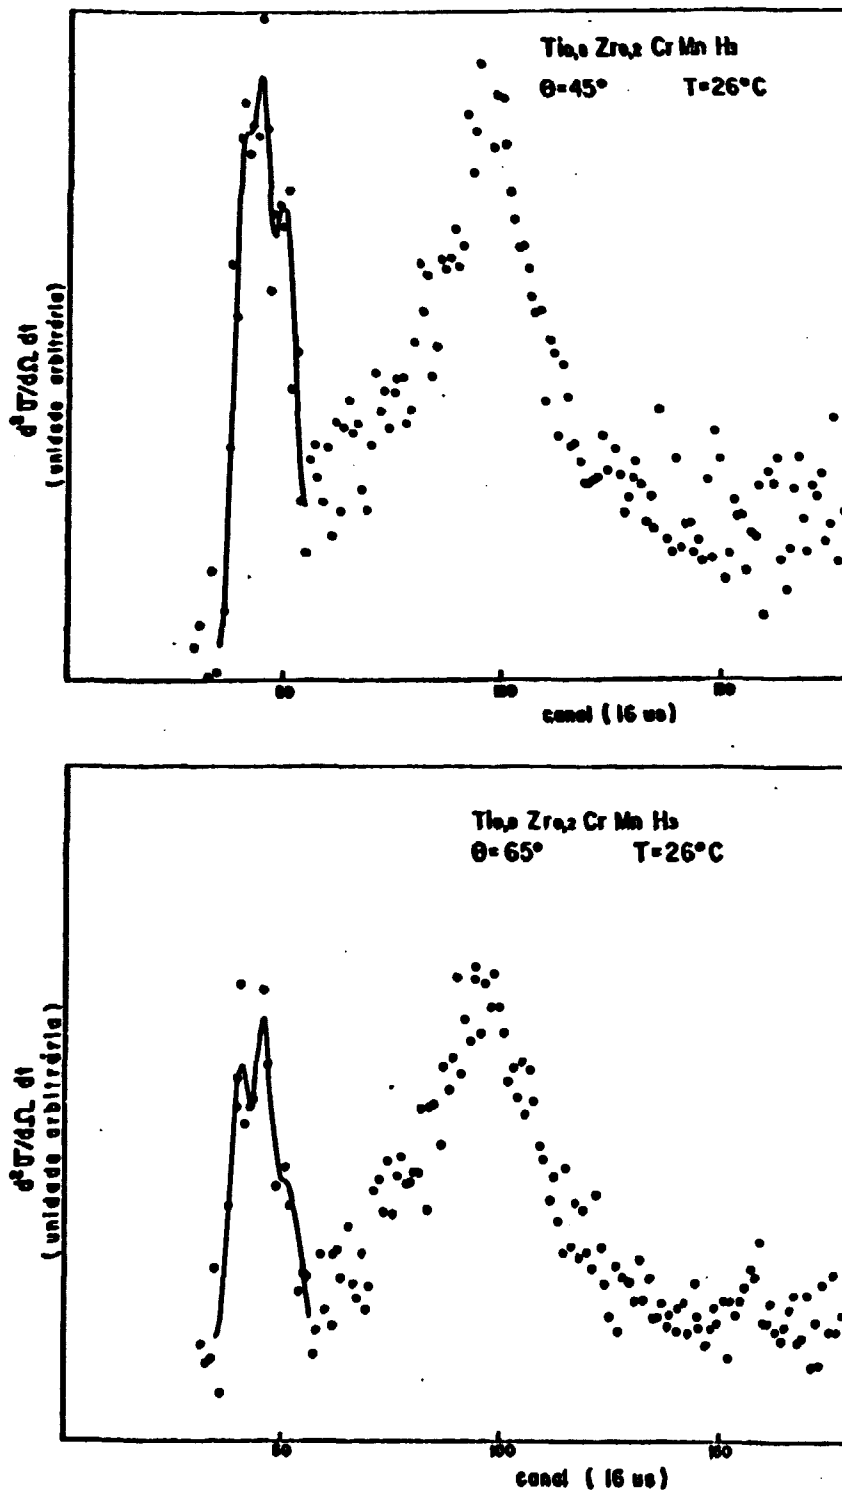 Ti₀,₈ Zr₀,₂ Cr Mn H₃
θ=45° T=26°C
d²σ/dΩ dt
(unidade arbitrária)
50 100 150
canal (16 us)
Ti₀,₈ Zr₀,₂ Cr Mn H₃
θ=65° T=26°C
d²σ/dΩ dt
(unidade arbitrária)
50 100 150
canal (16 us)